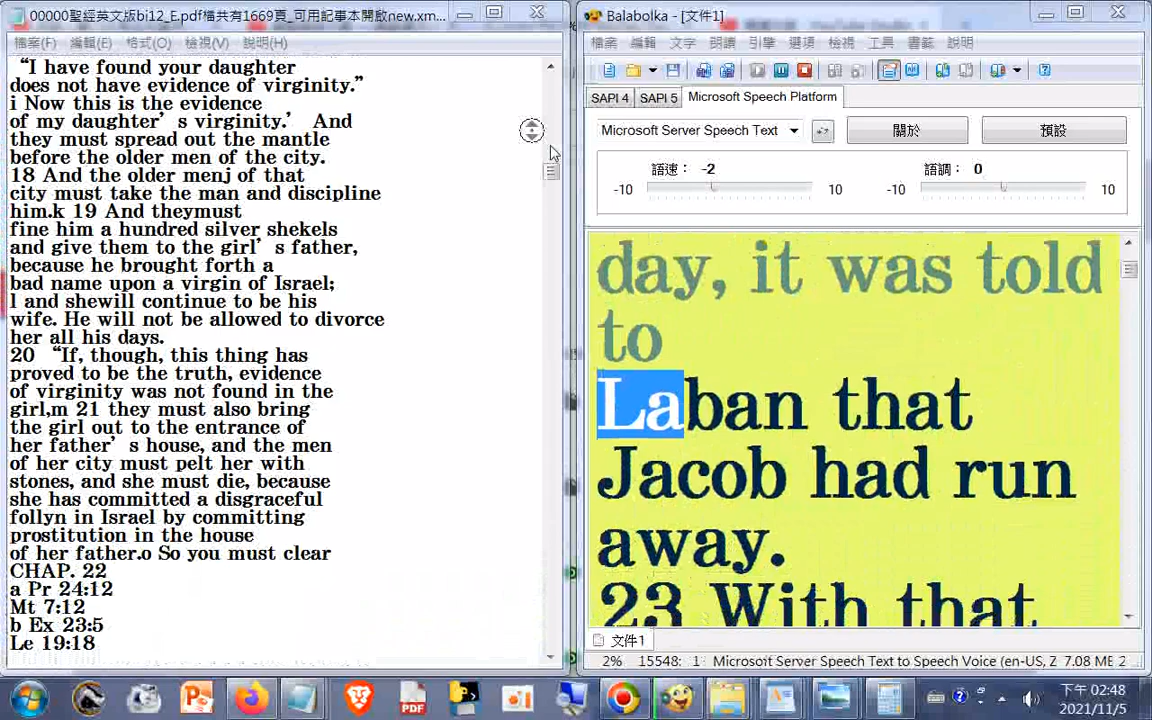 00000聖經英文版bi12_E.pdf檔共有1669頁_可用記事本開啟new.xm...
檔案(F) 編輯(E) 格式(O) 檢視(V) 說明(H)
“I have found your daughter
does not have evidence of virginity.”
i Now this is the evidence
of my daughter’s virginity.’ And
they must spread out the mantle
before the older men of the city.
18 And the older menj of that
city must take the man and discipline
him.k 19 And theymust
fine him a hundred silver shekels
and give them to the girl’s father,
because he brought forth a
bad name upon a virgin of Israel;
l and shewill continue to be his
wife. He will not be allowed to divorce
her all his days.
20 “If, though, this thing has
proved to be the truth, evidence
of virginity was not found in the
girl,m 21 they must also bring
the girl out to the entrance of
her father’s house, and the men
of her city must pelt her with
stones, and she must die, because
she has committed a disgraceful
follyn in Israel by committing
prostitution in the house
of her father.o So you must clear
CHAP. 22
a Pr 24:12
Mt 7:12
b Ex 23:5
Le 19:18
Balabolka - [文件1]
檔案 編輯 文字 朗讀 引擎 選項 檢視 工具 書籤 說明
SAPI 4 SAPI 5 Microsoft Speech Platform
Microsoft Server Speech Text 關於 預設
語速： -2 語調： 0
-10 10 -10 10
day, it was told
to
Laban that
Jacob had run
away.
23 With that
文件1
2% 15548: 1 Microsoft Server Speech Text to Speech Voice (en-US, Z 7.08 MB 2
PDF
下午 02:48
2021/11/5